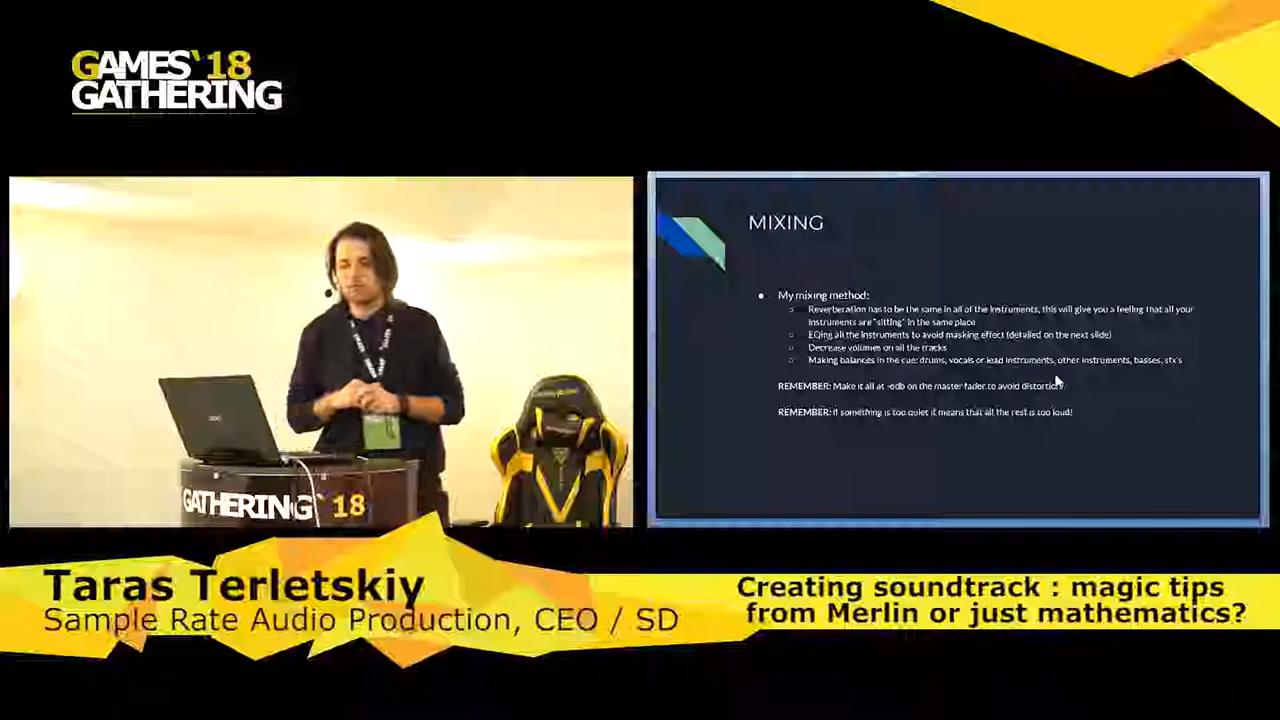 GAMES`18
GATHERING
MIXING
My mixing method:
Reverberation has to be the same in all of the instruments, this will give you a feeling that all your
instruments are "sitting" in the same place
EQing all the instruments to avoid masking effect (detailed on the next slide)
Decrease volumes on all the tracks
Making balances in the cue: drums, vocals or lead instruments, other instruments, basses, sfx's
REMEMBER: Make it all at -6db on the master fader to avoid distortion!
REMEMBER: if something is too quiet it means that all the rest is too loud!
GATHERING`18
Taras Terletskiy
Sample Rate Audio Production, CEO / SD
Creating soundtrack : magic tips
from Merlin or just mathematics?